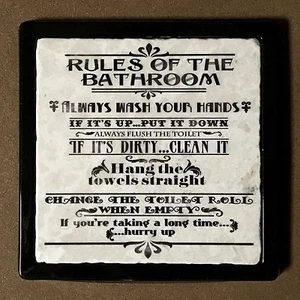 RULES OF THE
BATHROOM
ALWAYS WASH YOUR HANDS
IF IT'S UP...PUT IT DOWN
ALWAYS FLUSH THE TOILET
IF IT'S DIRTY...CLEAN IT
Hang the
towels straight
CHANGE THE TOILET ROLL
WHEN EMPTY
If you're taking a long time...
...hurry up